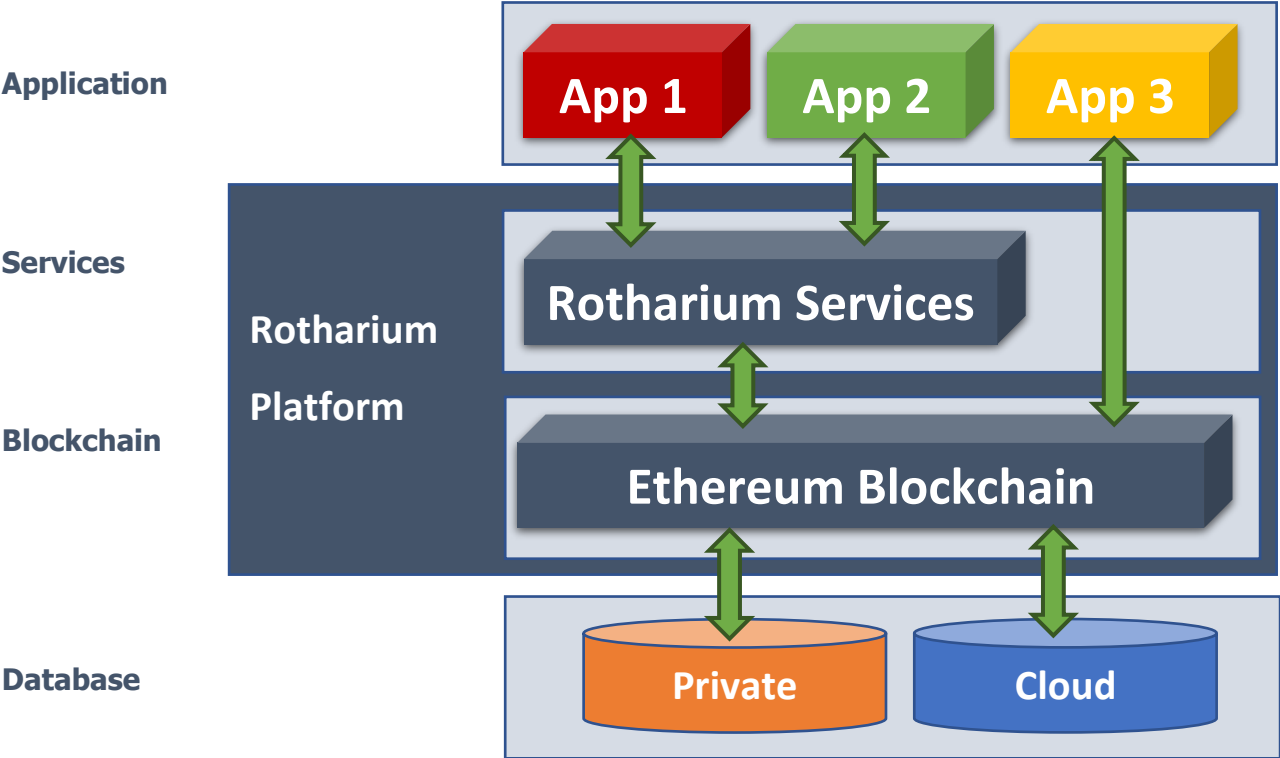 Application
App 1
App 2
App 3
Services
Rotharium Services
Rotharium
Platform
Blockchain
Ethereum Blockchain
Database
Private
Cloud